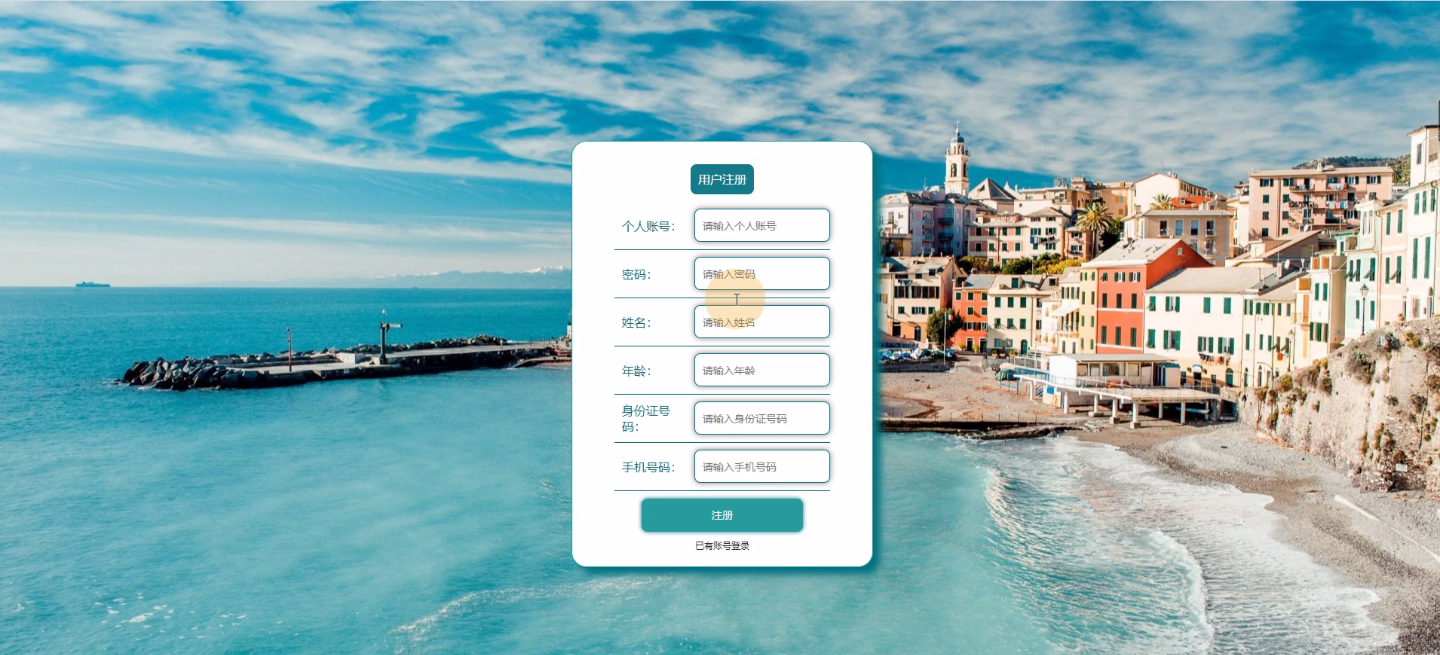 用户注册
个人账号：
请输入个人账号
密码：
请输入密码
姓名：
请输入姓名
年龄：
请输入年龄
身份证号
码：
请输入身份证号码
手机号码：
请输入手机号码
注册
已有账号登录